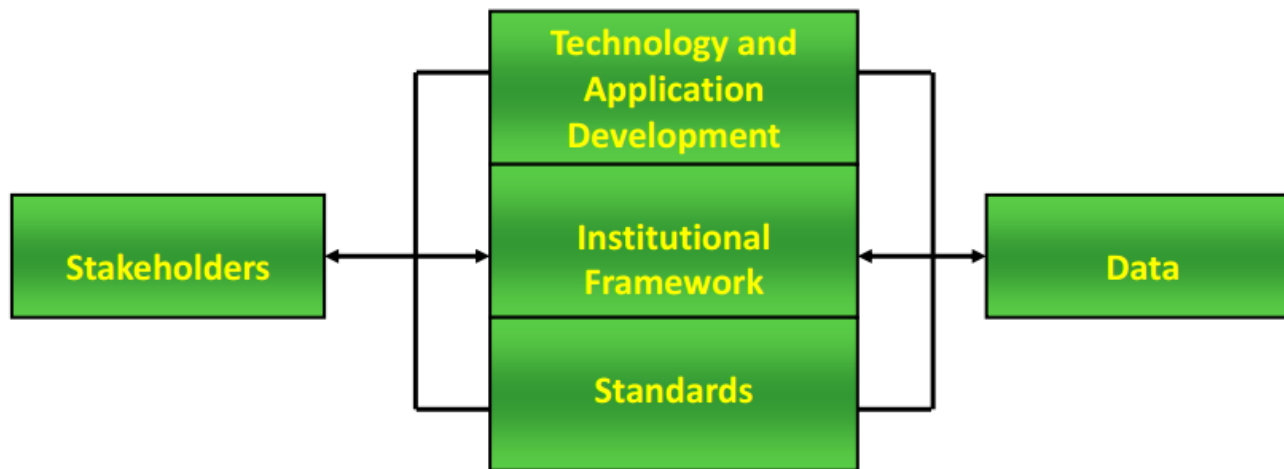 Technology and
Application
Development
Stakeholders
Institutional
Framework
Data
Standards